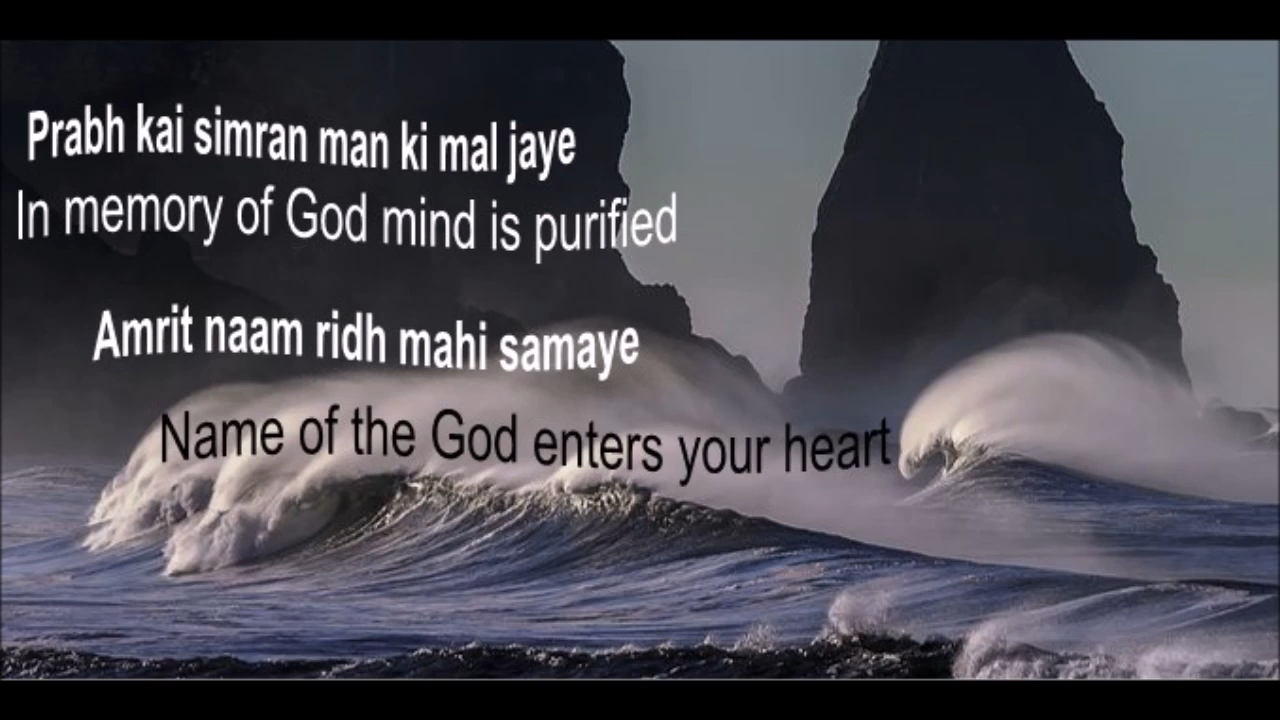 Prabh kai simran man ki mal jaye
In memory of God mind is purified
Amrit naam ridh mahi samaye
Name of the God enters your heart